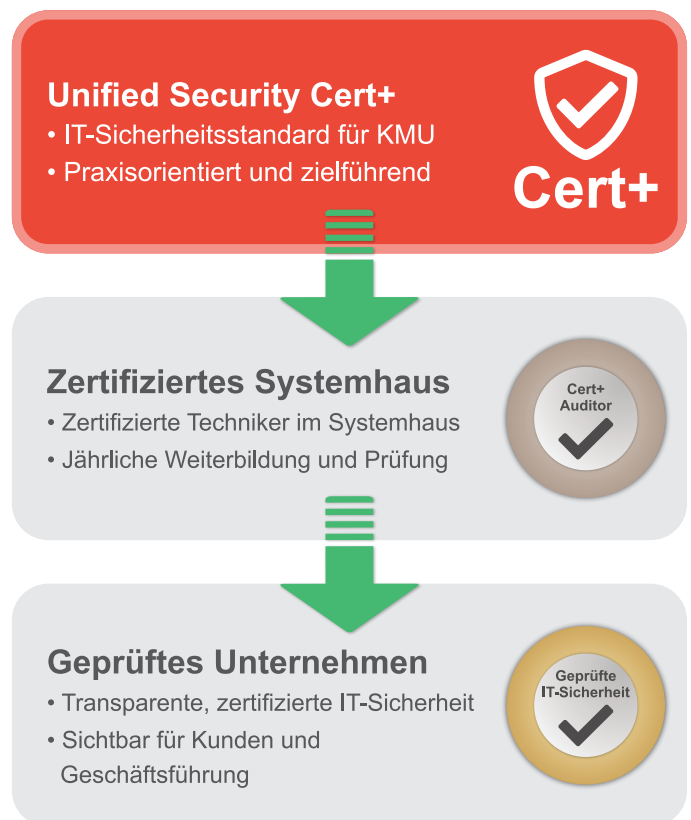 Unified Security Cert+
• IT-Sicherheitsstandard für KMU
• Praxisorientiert und zielführend
Cert+
Zertifiziertes Systemhaus
• Zertifizierte Techniker im Systemhaus
• Jährliche Weiterbildung und Prüfung
Cert+
Auditor
Geprüftes Unternehmen
• Transparente, zertifizierte IT-Sicherheit
• Sichtbar für Kunden und
Geschäftsführung
Geprüfte
IT-Sicherheit